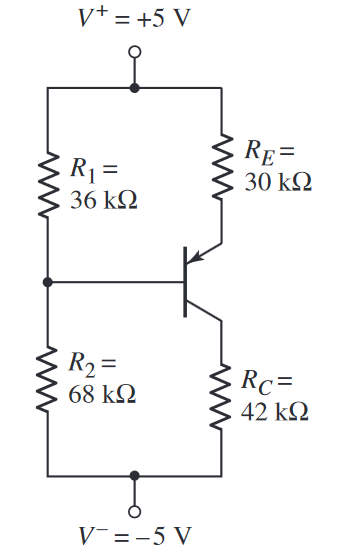 V⁺ = +5 V
R₁ =
36 kΩ
R_E =
30 kΩ
R₂ =
68 kΩ
R_C =
42 kΩ
V⁻ = −5 V